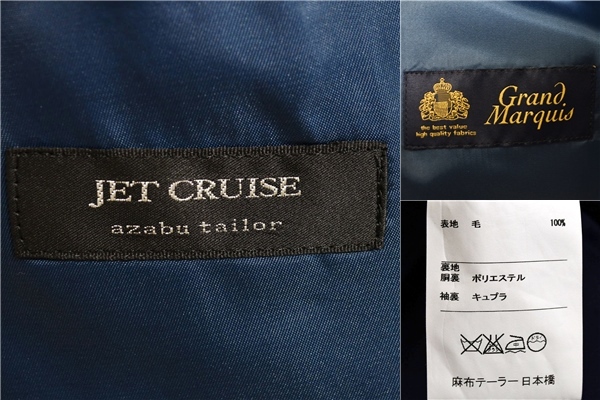 JET CRUISE
azabu tailor
Grand
Marquis
the best value
high quality fabrics
表地 毛 100%
裏地
胴裏 ポリエステル
袖裏 キュプラ
麻布テーラー日本橋